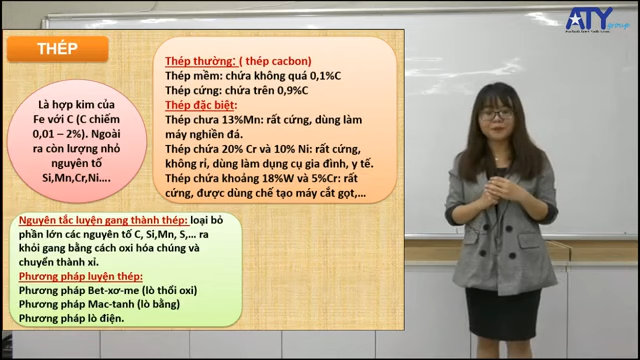 THÉP
Là hợp kim của
Fe với C (C chiếm
0,01 – 2%). Ngoài
ra còn lượng nhỏ
nguyên tố
Si,Mn,Cr,Ni....
Thép thường: ( thép cacbon)
Thép mềm: chứa không quá 0,1%C
Thép cứng: chứa trên 0,9%C
Thép đặc biệt:
Thép chưa 13%Mn: rất cứng, dùng làm
máy nghiền đá.
Thép chứa 20% Cr và 10% Ni: rất cứng,
không rỉ, dùng làm dụng cụ gia đình, y tế.
Thép chứa khoảng 18%W và 5%Cr: rất
cứng, được dùng chế tạo máy cắt gọt,...
Nguyên tắc luyện gang thành thép: loại bỏ
phần lớn các nguyên tố C, Si,Mn, S,... ra
khỏi gang bằng cách oxi hóa chúng và
chuyển thành xỉ.
Phương pháp luyện thép:
Phương pháp Bet-xơ-me (lò thổi oxi)
Phương pháp Mac-tanh (lò bằng)
Phương pháp lò điện.
ATY
group